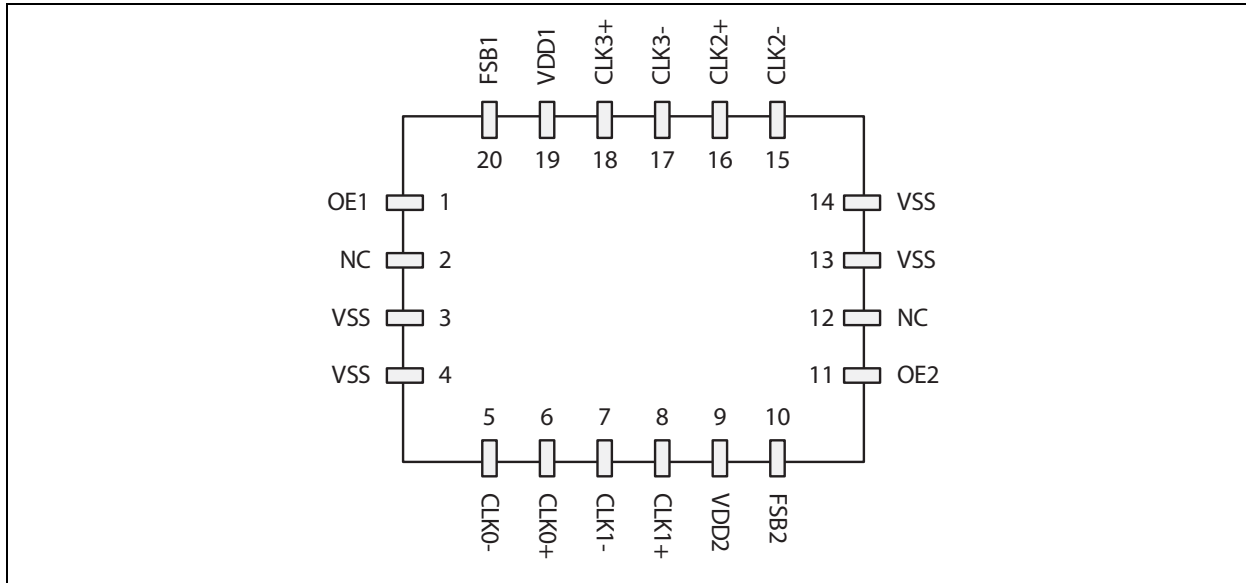 FSB1 VDD1 CLK3+ CLK3- CLK2+ CLK2-
20 19 18 17 16 15
OE1 1 14 VSS
NC 2 13 VSS
VSS 3 12 NC
VSS 4 11 OE2
5 6 7 8 9 10
CLK0- CLK0+ CLK1- CLK1+ VDD2 FSB2